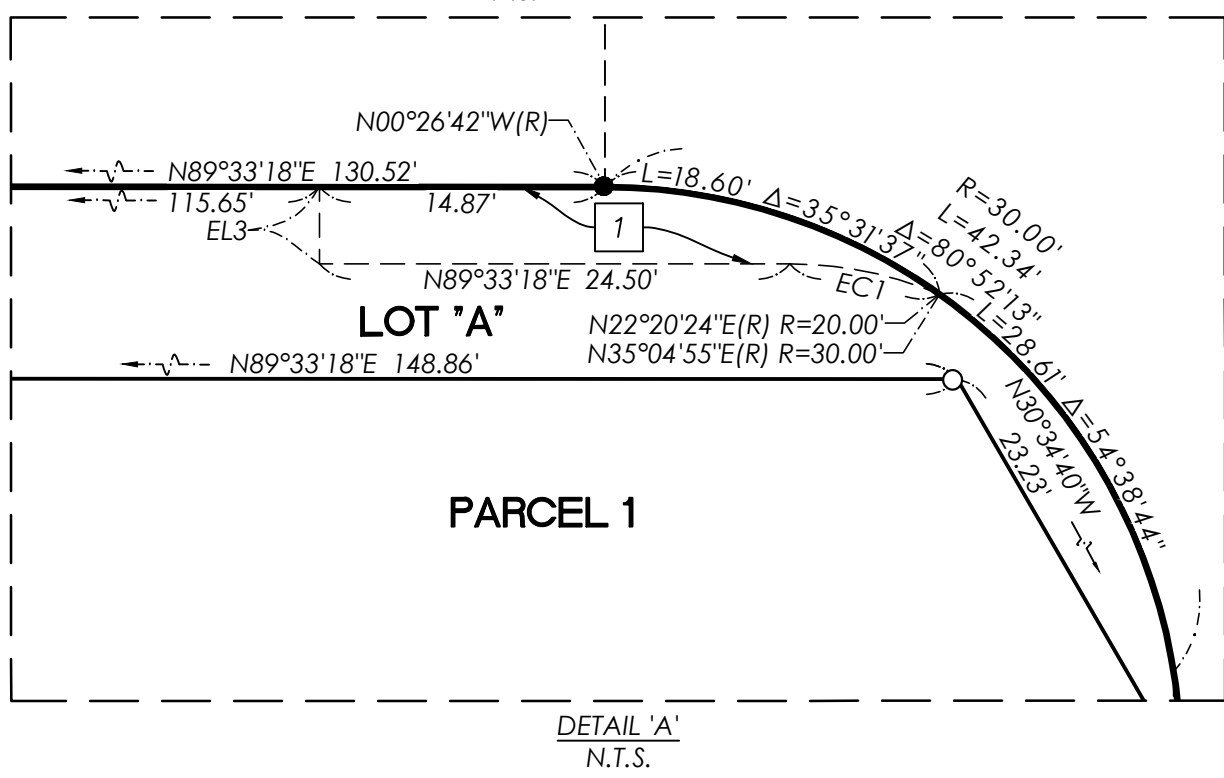 N00°26'42"W(R)
N89°33'18"E 130.52'
L=18.60' Δ=35°31'37"
R=30.00'
L=42.34'
Δ=80°52'13"
115.65'
14.87'
1
EL3
N89°33'18"E 24.50'
EC1
LOT "A"
N22°20'24"E(R) R=20.00'
N35°04'55"E(R) R=30.00'
L=28.61' Δ=54°38'44"
N89°33'18"E 148.86'
N30°34'40"W
23.23'
PARCEL 1
DETAIL 'A'
N.T.S.